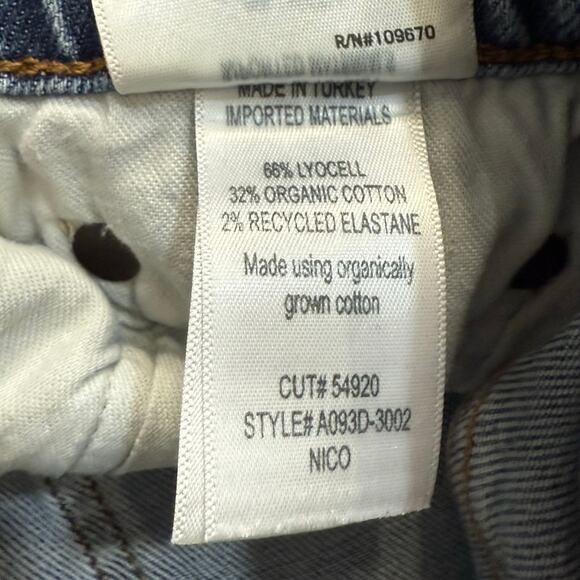 R/N#109670
MADE IN TURKEY
IMPORTED MATERIALS
66% LYOCELL
32% ORGANIC COTTON
2% RECYCLED ELASTANE
Made using organically
grown cotton
CUT# 54920
STYLE# A093D-3002
NICO